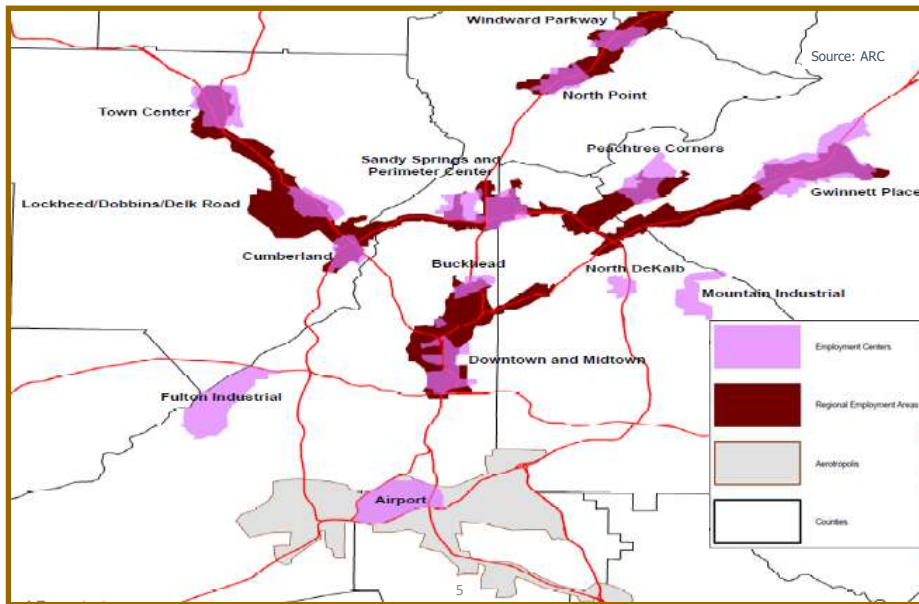 Windward Parkway
Source: ARC
North Point
Town Center
Sandy Springs and
Perimeter Center
Peachtree Corners
Gwinnett Place
Lockheed/Dobbins/Delk Road
Cumberland
Buckhead
North DeKalb
Mountain Industrial
Downtown and Midtown
Fulton Industrial
Airport
Employment Centers
Regional Employment Areas
Aerotropolis
Counties
5